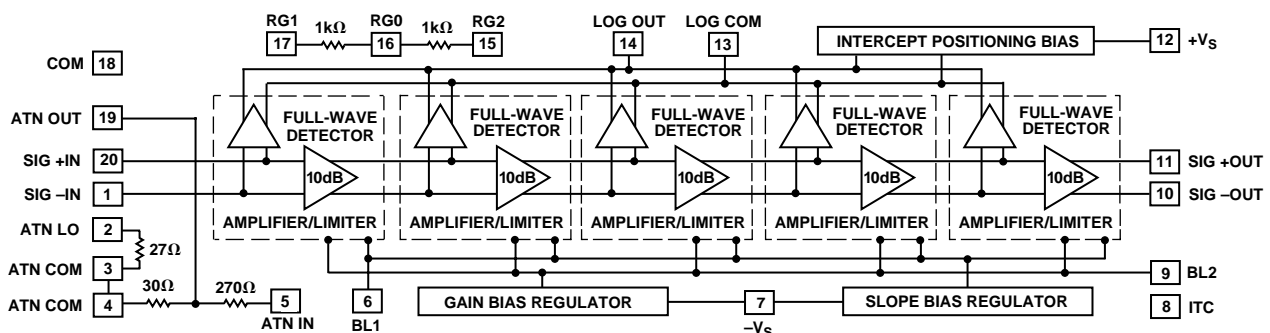 RG1 1kΩ RG0 1kΩ RG2 LOG OUT LOG COM
17 16 15 14 13 INTERCEPT POSITIONING BIAS 12 +VS
COM 18
ATN OUT 19
FULL-WAVE DETECTOR FULL-WAVE DETECTOR FULL-WAVE DETECTOR FULL-WAVE DETECTOR FULL-WAVE DETECTOR
SIG +IN 20 11 SIG +OUT
10dB 10dB 10dB 10dB 10dB
SIG –IN 1 10 SIG –OUT
AMPLIFIER/LIMITER AMPLIFIER/LIMITER AMPLIFIER/LIMITER AMPLIFIER/LIMITER AMPLIFIER/LIMITER
ATN LO 2
27Ω
ATN COM 3 9 BL2
30Ω 270Ω
ATN COM 4 5 6 GAIN BIAS REGULATOR 7 SLOPE BIAS REGULATOR 8 ITC
ATN IN BL1 –VS